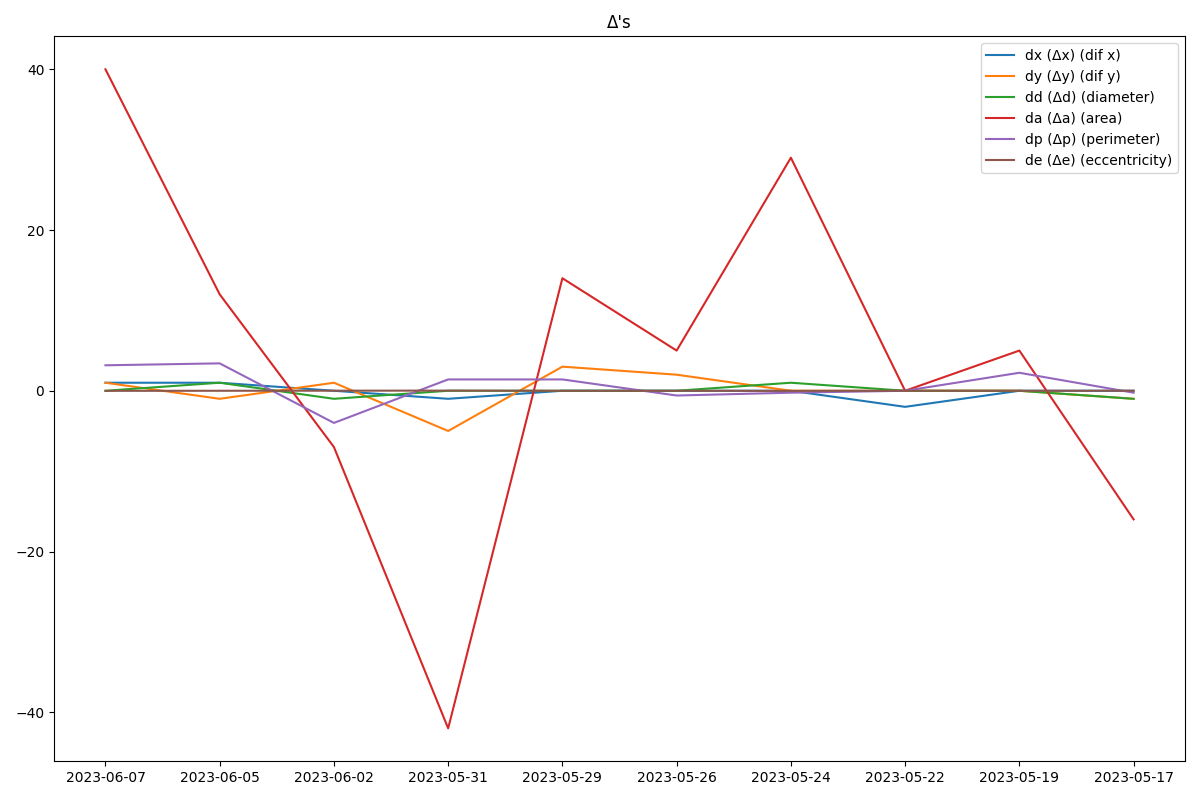 Δ's
dx (Δx) (dif x)
dy (Δy) (dif y)
dd (Δd) (diameter)
da (Δa) (area)
dp (Δp) (perimeter)
de (Δe) (eccentricity)
40
20
0
−20
−40
2023-06-07 2023-06-05 2023-06-02 2023-05-31 2023-05-29 2023-05-26 2023-05-24 2023-05-22 2023-05-19 2023-05-17